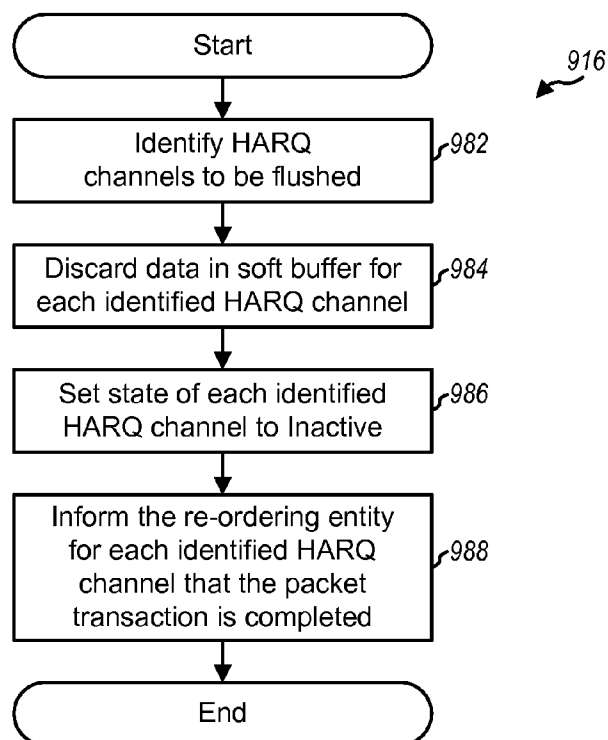 Start
916
Identify HARQ
channels to be flushed
982
Discard data in soft buffer for
each identified HARQ channel
984
Set state of each identified
HARQ channel to Inactive
986
Inform the re-ordering entity
for each identified HARQ
channel that the packet
transaction is completed
988
End